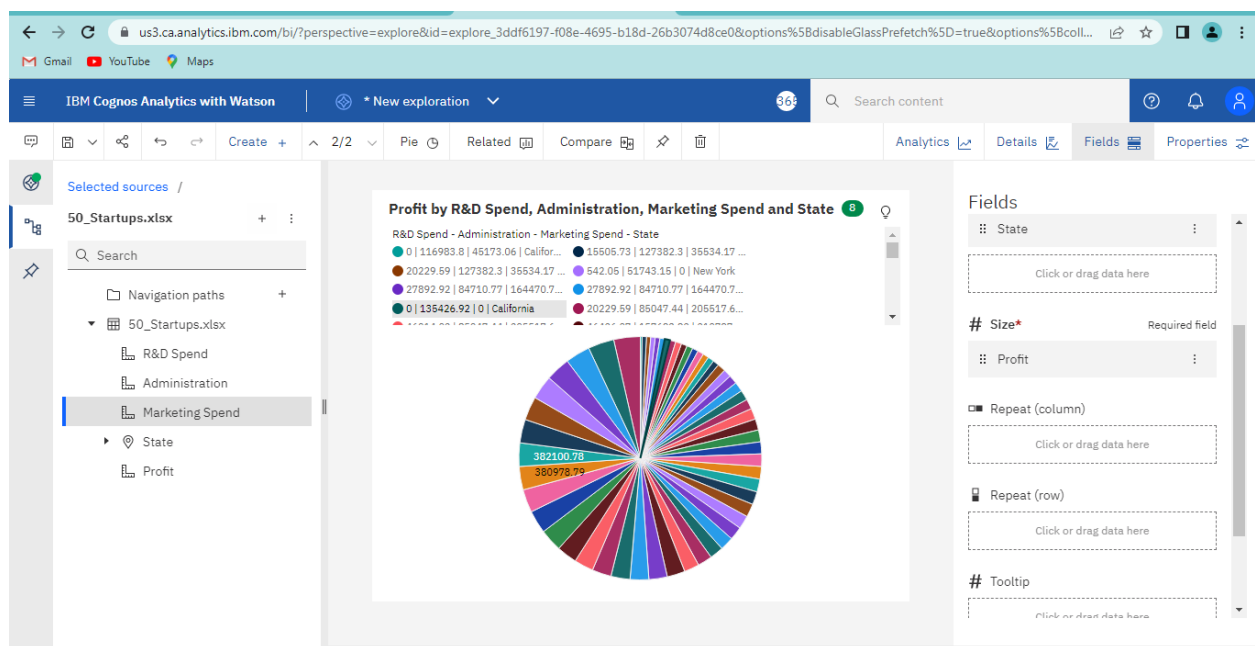 us3.ca.analytics.ibm.com/bi/?perspective=explore&id=explore_3ddf6197-f08e-4695-b18d-26b3074d8ce0&options%5BdisableGlassPrefetch%5D=true&options%5Bcoll...
Gmail YouTube Maps
IBM Cognos Analytics with Watson * New exploration 365 Search content
Create + 2/2 Pie Related Compare Analytics Details Fields Properties
Selected sources /
50_Startups.xlsx
Search
Navigation paths
50_Startups.xlsx
R&D Spend
Administration
Marketing Spend
State
Profit
Profit by R&D Spend, Administration, Marketing Spend and State 8
R&D Spend - Administration - Marketing Spend - State
0 | 116983.8 | 45173.06 | Califor... 15505.73 | 127382.3 | 35534.17 ...
20229.59 | 127382.3 | 35534.17 ... 542.05 | 51743.15 | 0 | New York
27892.92 | 84710.77 | 164470.7... 27892.92 | 84710.77 | 164470.7...
0 | 135426.92 | 0 | California 20229.59 | 85047.44 | 205517.6...
382100.78
380978.79
Fields
State
Click or drag data here
# Size* Required field
Profit
Repeat (column)
Click or drag data here
Repeat (row)
Click or drag data here
# Tooltip
Click or drag data here